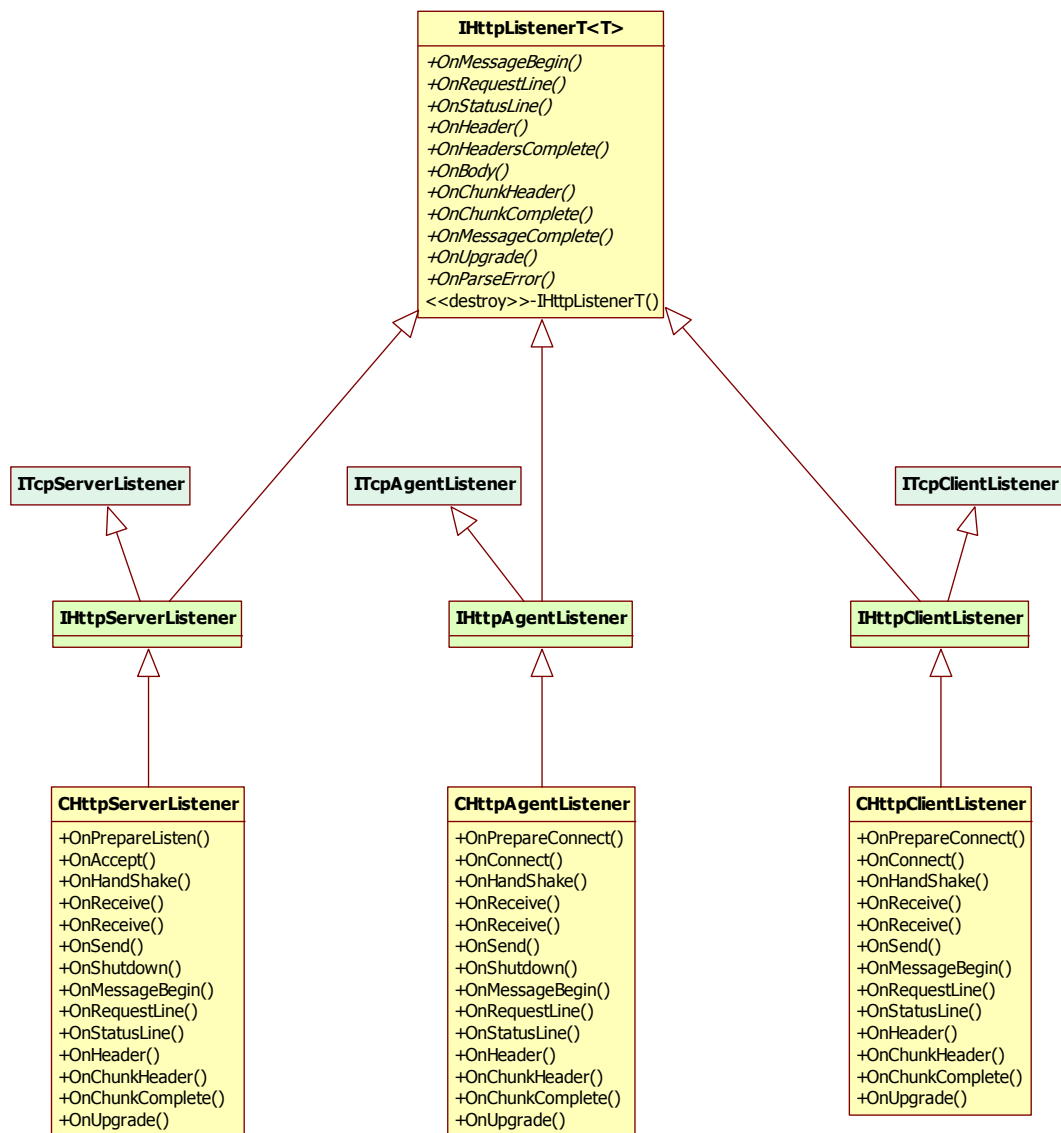 IHttpListenerT<T>
+OnMessageBegin()
+OnRequestLine()
+OnStatusLine()
+OnHeader()
+OnHeadersComplete()
+OnBody()
+OnChunkHeader()
+OnChunkComplete()
+OnMessageComplete()
+OnUpgrade()
+OnParseError()
<<destroy>>-IHttpListenerT()
ITcpServerListener
ITcpAgentListener
ITcpClientListener
IHttpServerListener
IHttpAgentListener
IHttpClientListener
CHttpServerListener
+OnPrepareListen()
+OnAccept()
+OnHandShake()
+OnReceive()
+OnReceive()
+OnSend()
+OnShutdown()
+OnMessageBegin()
+OnRequestLine()
+OnStatusLine()
+OnHeader()
+OnChunkHeader()
+OnChunkComplete()
+OnUpgrade()
CHttpAgentListener
+OnPrepareConnect()
+OnConnect()
+OnHandShake()
+OnReceive()
+OnReceive()
+OnSend()
+OnShutdown()
+OnMessageBegin()
+OnRequestLine()
+OnStatusLine()
+OnHeader()
+OnChunkHeader()
+OnChunkComplete()
+OnUpgrade()
CHttpClientListener
+OnPrepareConnect()
+OnConnect()
+OnHandShake()
+OnReceive()
+OnReceive()
+OnSend()
+OnMessageBegin()
+OnRequestLine()
+OnStatusLine()
+OnHeader()
+OnChunkHeader()
+OnChunkComplete()
+OnUpgrade()